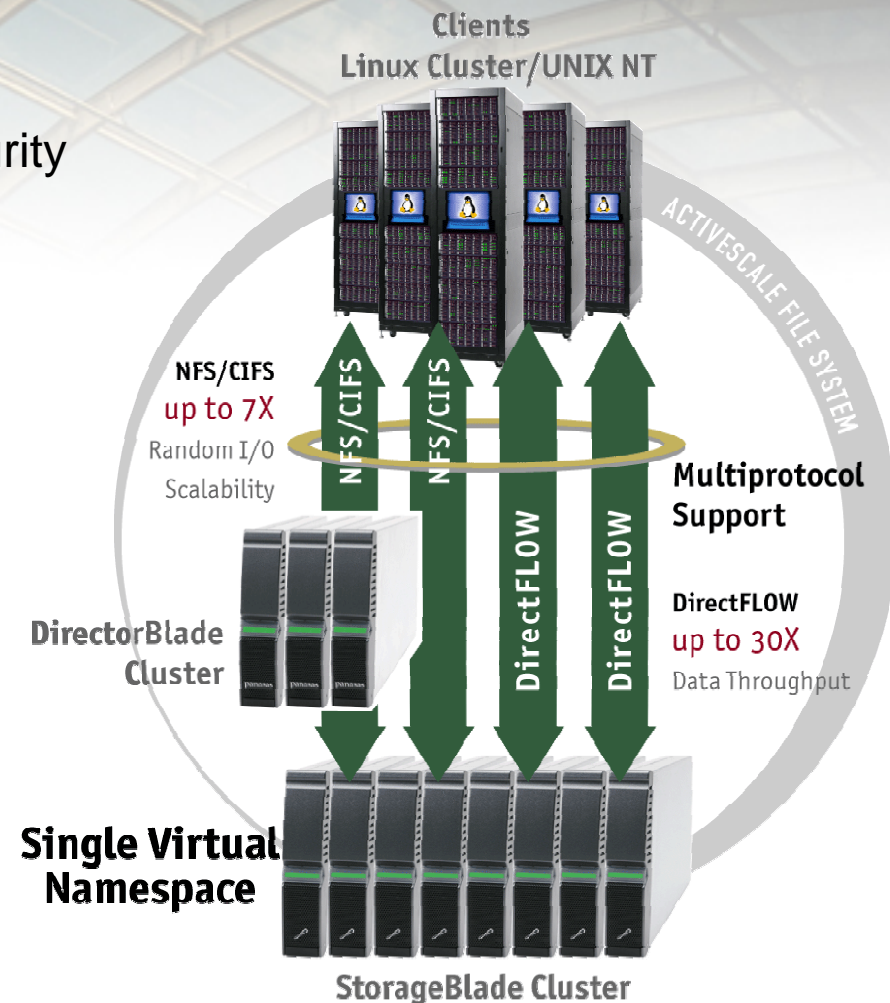 Clients
Linux Cluster/UNIX NT
urity
ACTIVESCALE FILE SYSTEM
NFS/CIFS
up to 7X
Random I/O
Scalability
NFS/CIFS
NFS/CIFS
Multiprotocol
Support
DirectFLOW
DirectFLOW
DirectFLOW
up to 30X
Data Throughput
DirectorBlade
Cluster
panasas
panasas
panasas
Single Virtual
Namespace
StorageBlade Cluster